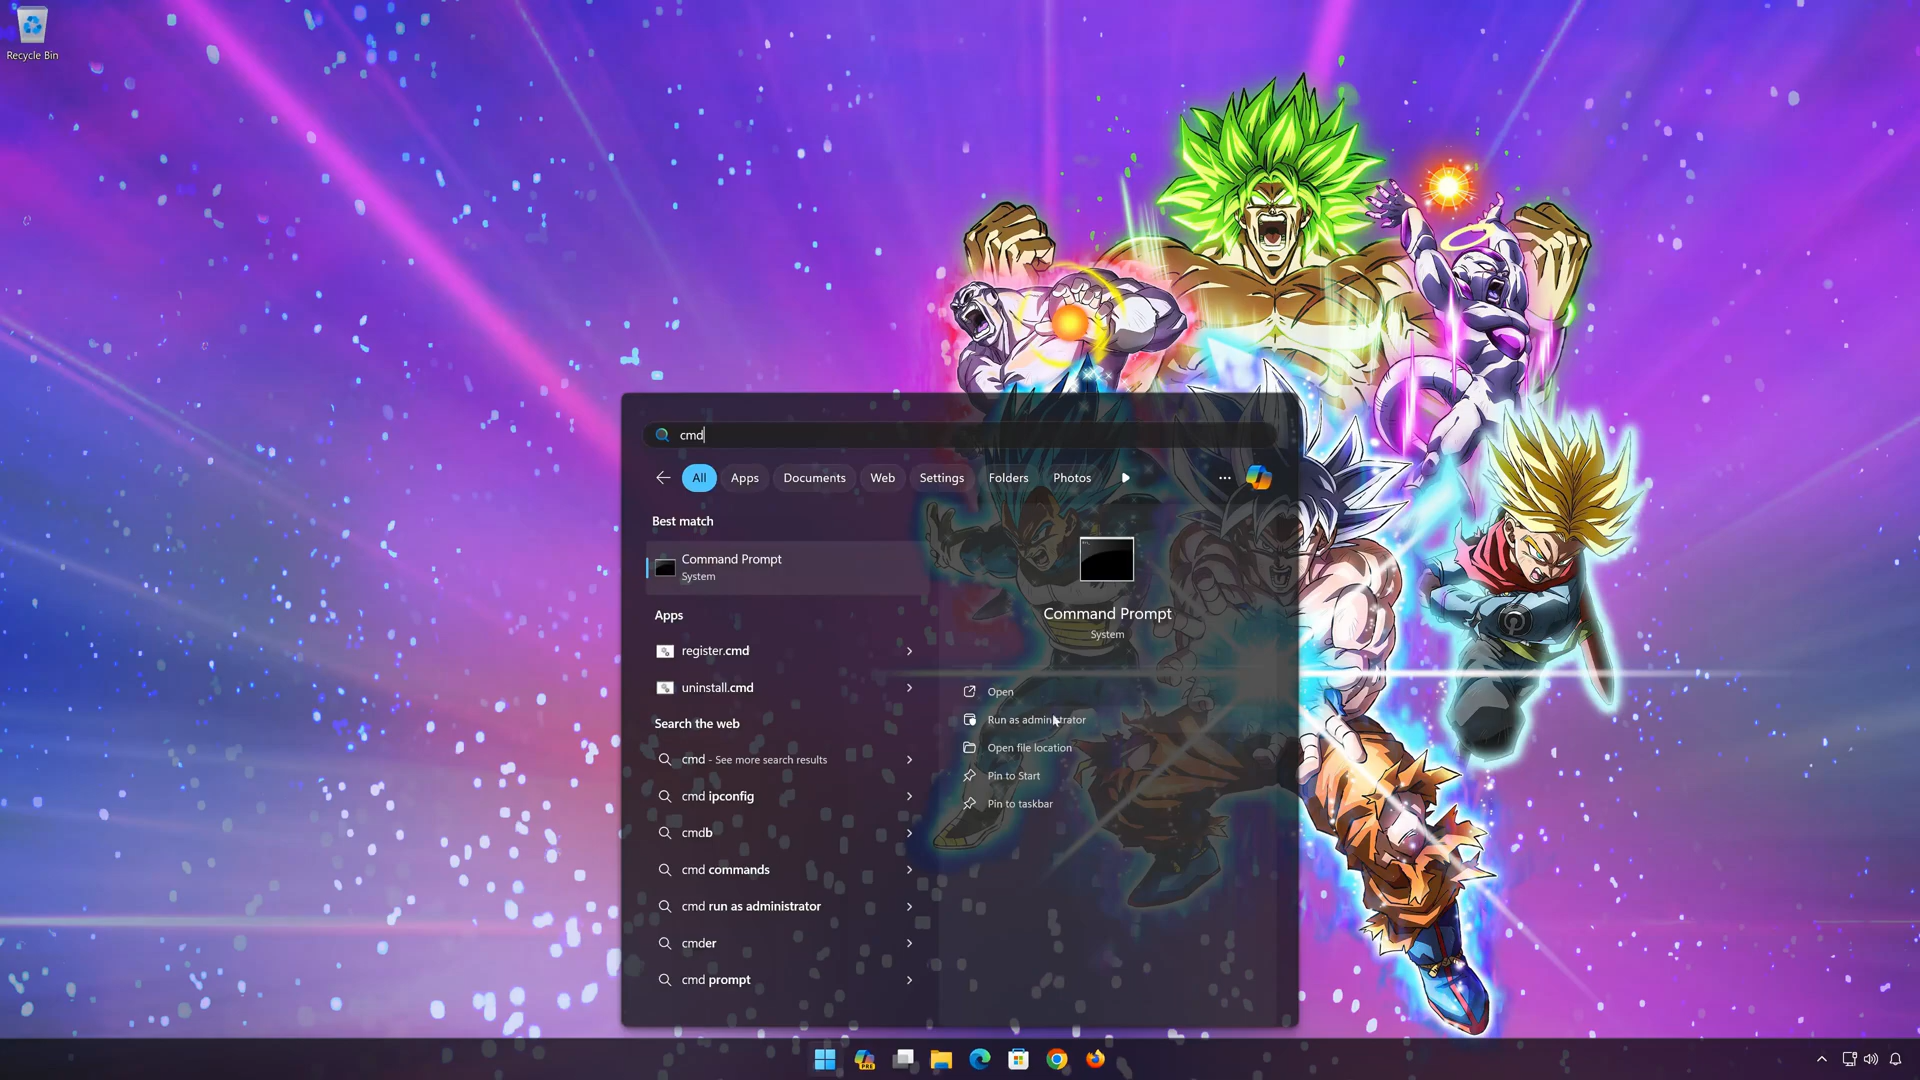 Recycle Bin
cmd
All
Apps
Documents
Web
Settings
Folders
Photos
Best match
Command Prompt
System
Apps
register.cmd
uninstall.cmd
Search the web
cmd - See more search results
cmd ipconfig
cmdb
cmd commands
cmd run as administrator
cmder
cmd prompt
Command Prompt
System
Open
Run as administrator
Open file location
Pin to Start
Pin to taskbar
PRE